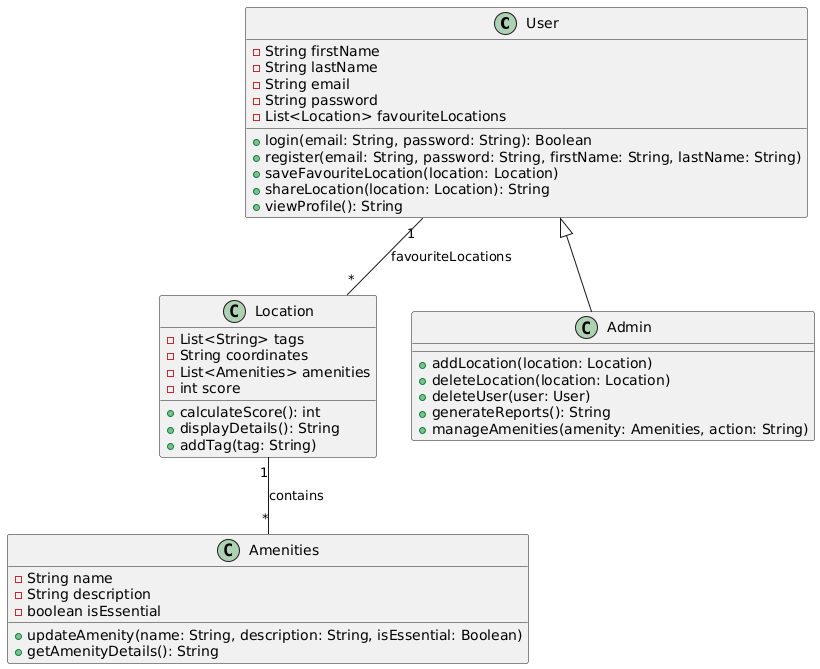 C User
String firstName
String lastName
String email
String password
List<Location> favouriteLocations
login(email: String, password: String): Boolean
register(email: String, password: String, firstName: String, lastName: String)
saveFavouriteLocation(location: Location)
shareLocation(location: Location): String
viewProfile(): String
1
favouriteLocations
*
C Location
List<String> tags
String coordinates
List<Amenities> amenities
int score
calculateScore(): int
displayDetails(): String
addTag(tag: String)
C Admin
addLocation(location: Location)
deleteLocation(location: Location)
deleteUser(user: User)
generateReports(): String
manageAmenities(amenity: Amenities, action: String)
1
contains
*
C Amenities
String name
String description
boolean isEssential
updateAmenity(name: String, description: String, isEssential: Boolean)
getAmenityDetails(): String